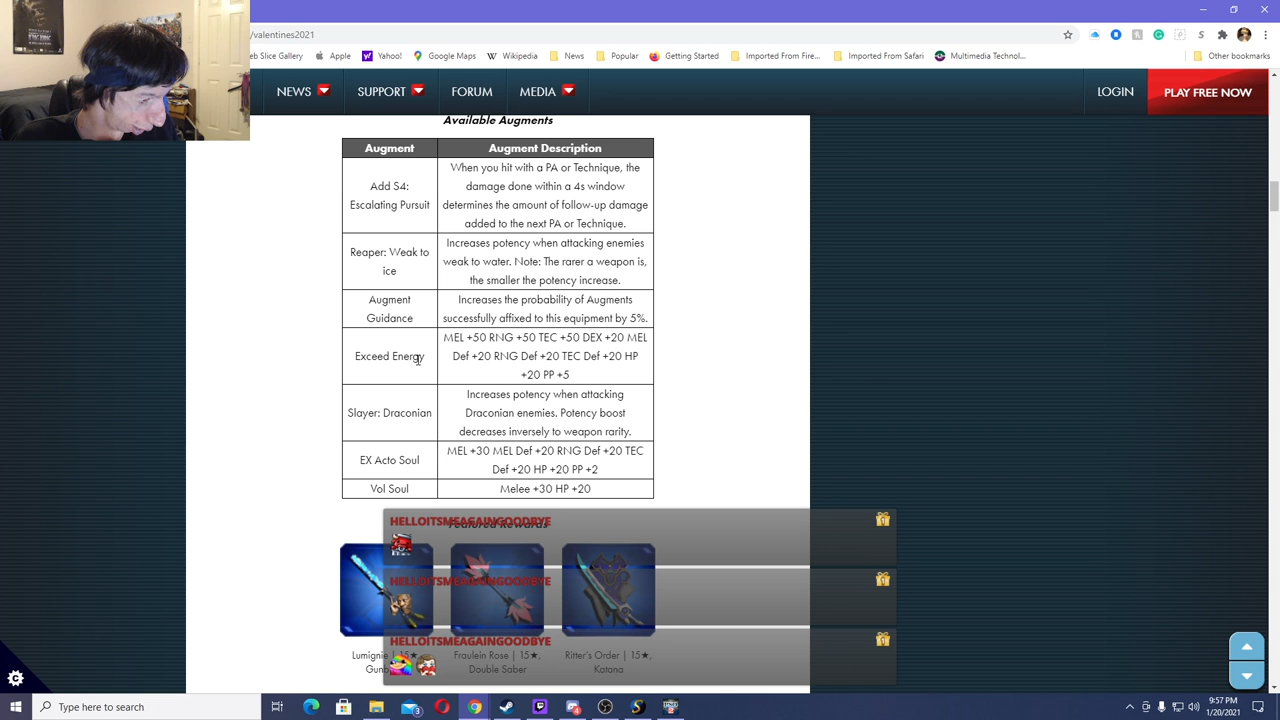 /valentines2021
eb Slice Gallery Apple Yahoo! Google Maps Wikipedia News Popular Getting Started Imported From Fire... Imported From Safari Multimedia Technol... Other bookmarks
NEWS SUPPORT FORUM MEDIA LOGIN PLAY FREE NOW
Available Augments
Augment Augment Description
Add S4:
Escalating Pursuit
When you hit with a PA or Technique, the
damage done within a 4s window
determines the amount of follow-up damage
added to the next PA or Technique.
Reaper: Weak to
ice
Increases potency when attacking enemies
weak to water. Note: The rarer a weapon is,
the smaller the potency increase.
Augment
Guidance
Increases the probability of Augments
successfully affixed to this equipment by 5%.
Exceed Energy
MEL +50 RNG +50 TEC +50 DEX +20 MEL
Def +20 RNG Def +20 TEC Def +20 HP
+20 PP +5
Slayer: Draconian
Increases potency when attacking
Draconian enemies. Potency boost
decreases inversely to weapon rarity.
EX Acto Soul
MEL +30 MEL Def +20 RNG Def +20 TEC
Def +20 HP +20 PP +2
Vol Soul Melee +30 HP +20
Featured Rewards
HELLOITSMEAGAINGOODBYE
HELLOITSMEAGAINGOODBYE
HELLOITSMEAGAINGOODBYE
Lumignie | 15★,
Gunb
Fraulein Rose | 15★,
Double Saber
Ritter's Order | 15★,
Katana
Type here to search
9:57 PM
1/20/2021